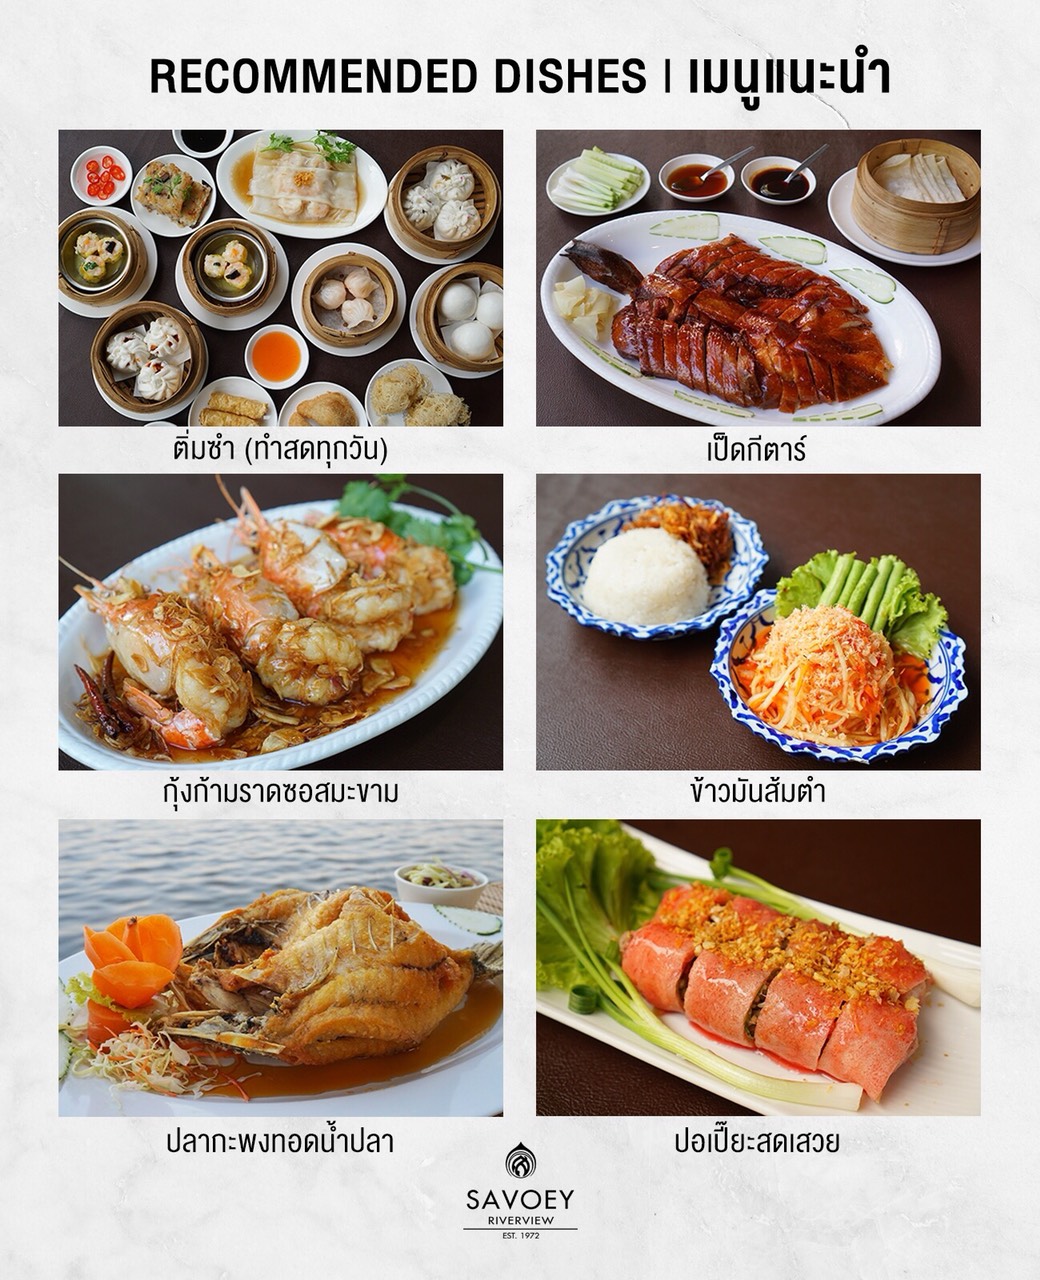 RECOMMENDED DISHES | เมนูแนะนำ
ติ่มซำ (ทำสดทุกวัน)
เป็ดกีตาร์
กุ้งก้ามราดซอสมะขาม
ข้าวมันส้มตำ
ปลากะพงทอดน้ำปลา
ปอเปี๊ยะสดเสวย
SAVOEY
RIVERVIEW
EST. 1972